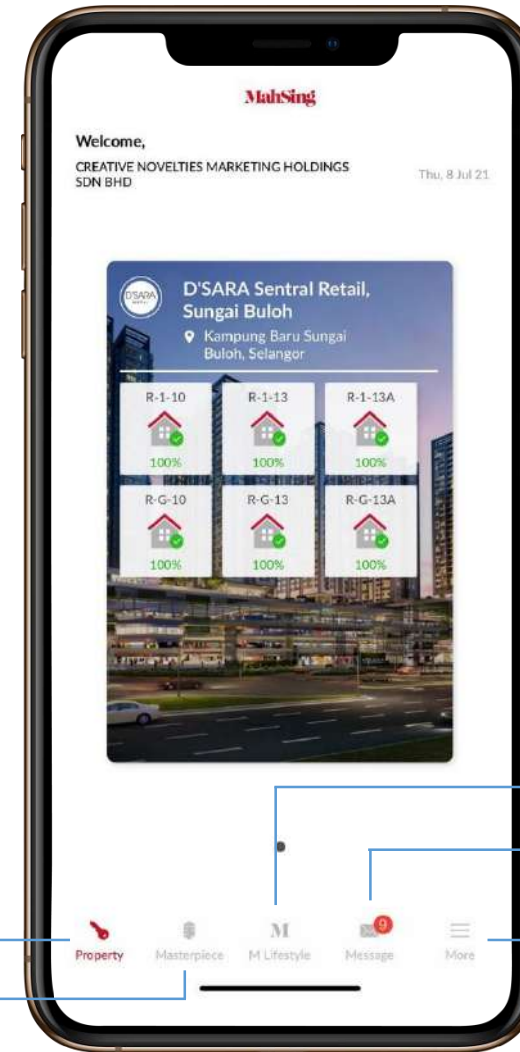 MahSing
Welcome,
CREATIVE NOVELTIES MARKETING HOLDINGS
SDN BHD
Thu, 8 Jul 21
D'SARA
D'SARA Sentral Retail,
Sungai Buloh
Kampung Baru Sungai
Buloh, Selangor
R-1-10
R-1-13
R-1-13A
100%
100%
100%
R-G-10
R-G-13
R-G-13A
100%
100%
100%
M
9
Property
Masterpiece
M Lifestyle
Message
More